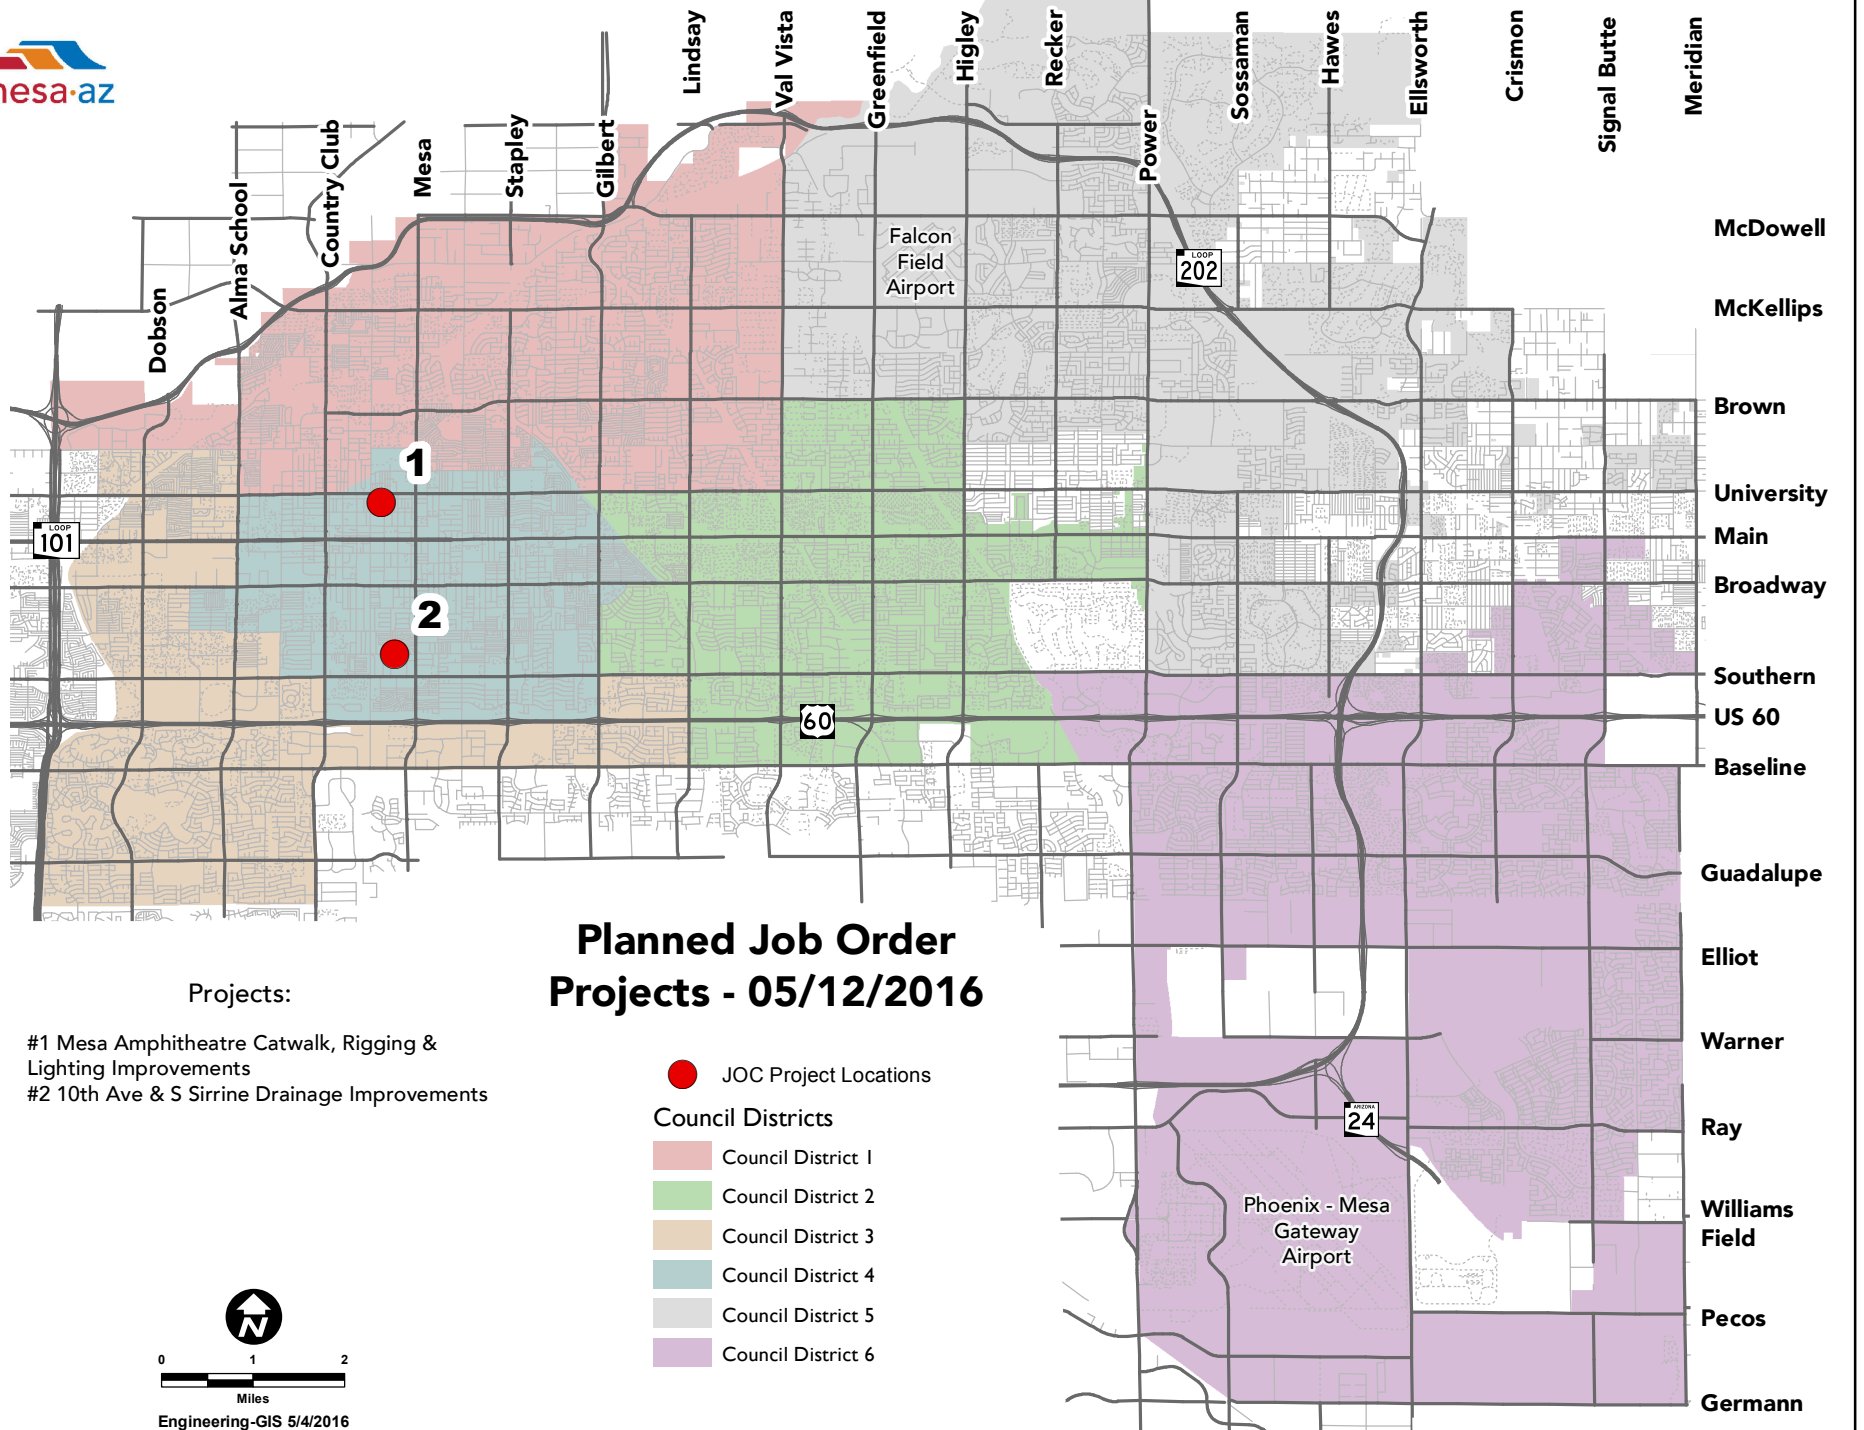 mesa·az
Lindsay
Val Vista
Greenfield
Higley
Recker
Sossaman
Hawes
Ellsworth
Crismon
Signal Butte
Meridian
Dobson
Alma School
Country Club
Mesa
Stapley
Gilbert
Power
McDowell
McKellips
Brown
University
Main
Broadway
Southern
US 60
Baseline
Guadalupe
Elliot
Warner
Ray
Williams
Field
Pecos
Germann
Falcon
Field
Airport
LOOP
202
LOOP
101
60
ARIZONA
24
1
2
Phoenix - Mesa
Gateway
Airport
Planned Job Order
Projects - 05/12/2016
Projects:
#1 Mesa Amphitheatre Catwalk, Rigging &
Lighting Improvements
#2 10th Ave & S Sirrine Drainage Improvements
JOC Project Locations
Council Districts
Council District 1
Council District 2
Council District 3
Council District 4
Council District 5
Council District 6
N
0 1 2
Miles
Engineering-GIS 5/4/2016